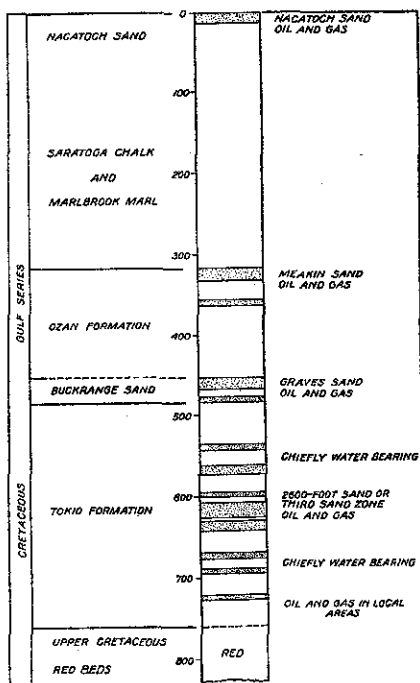 0
NACATOCH SAND
OIL AND GAS
NACATOCH SAND
100
SARATOGA CHALK
AND
MARLBROOK MARL
200
300
MEAKIN SAND
OIL AND GAS
GULF SERIES
OZAN FORMATION
400
BUCKRANGE SAND
GRAVES SAND
OIL AND GAS
500
CHIEFLY WATER BEARING
CRETACEOUS
TOKIO FORMATION
600
2600-FOOT SAND OR
THIRD SAND ZONE
OIL AND GAS
CHIEFLY WATER BEARING
700
OIL AND GAS IN LOCAL
AREAS
UPPER CRETACEOUS
RED BEDS
RED
800